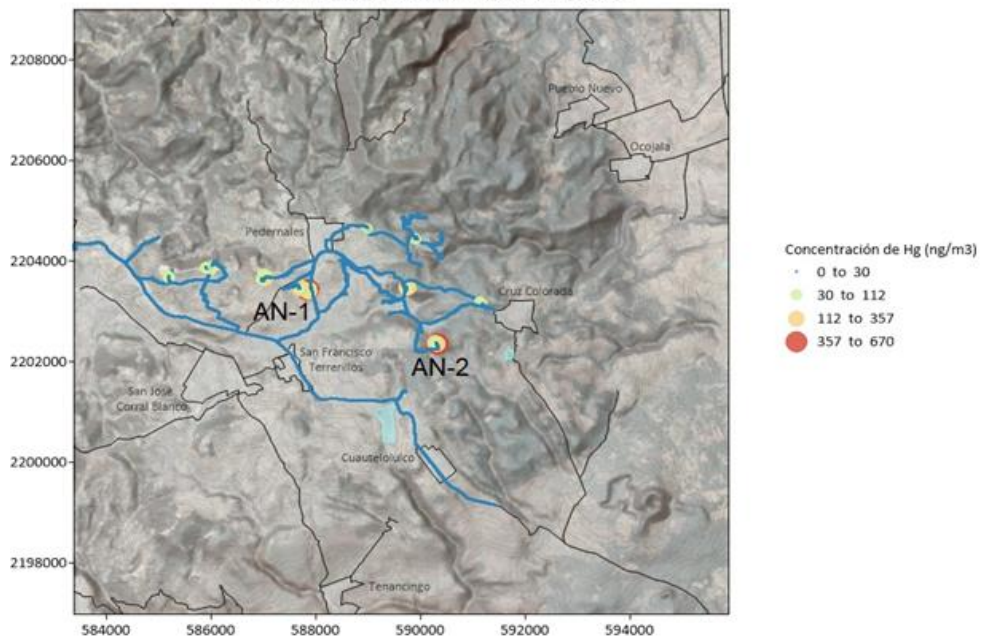 2208000
2206000
2204000
2202000
2200000
2198000
584000
586000
588000
590000
592000
594000
Pueblo Nuevo
Ocojala
Pedernales
Cruz Colorada
AN-1
AN-2
San Francisco
Terrerillos
San José
Corral Blanco
Cuautelolulco
Tenancingo
Concentración de Hg (ng/m3)
0 to 30
30 to 112
112 to 357
357 to 670